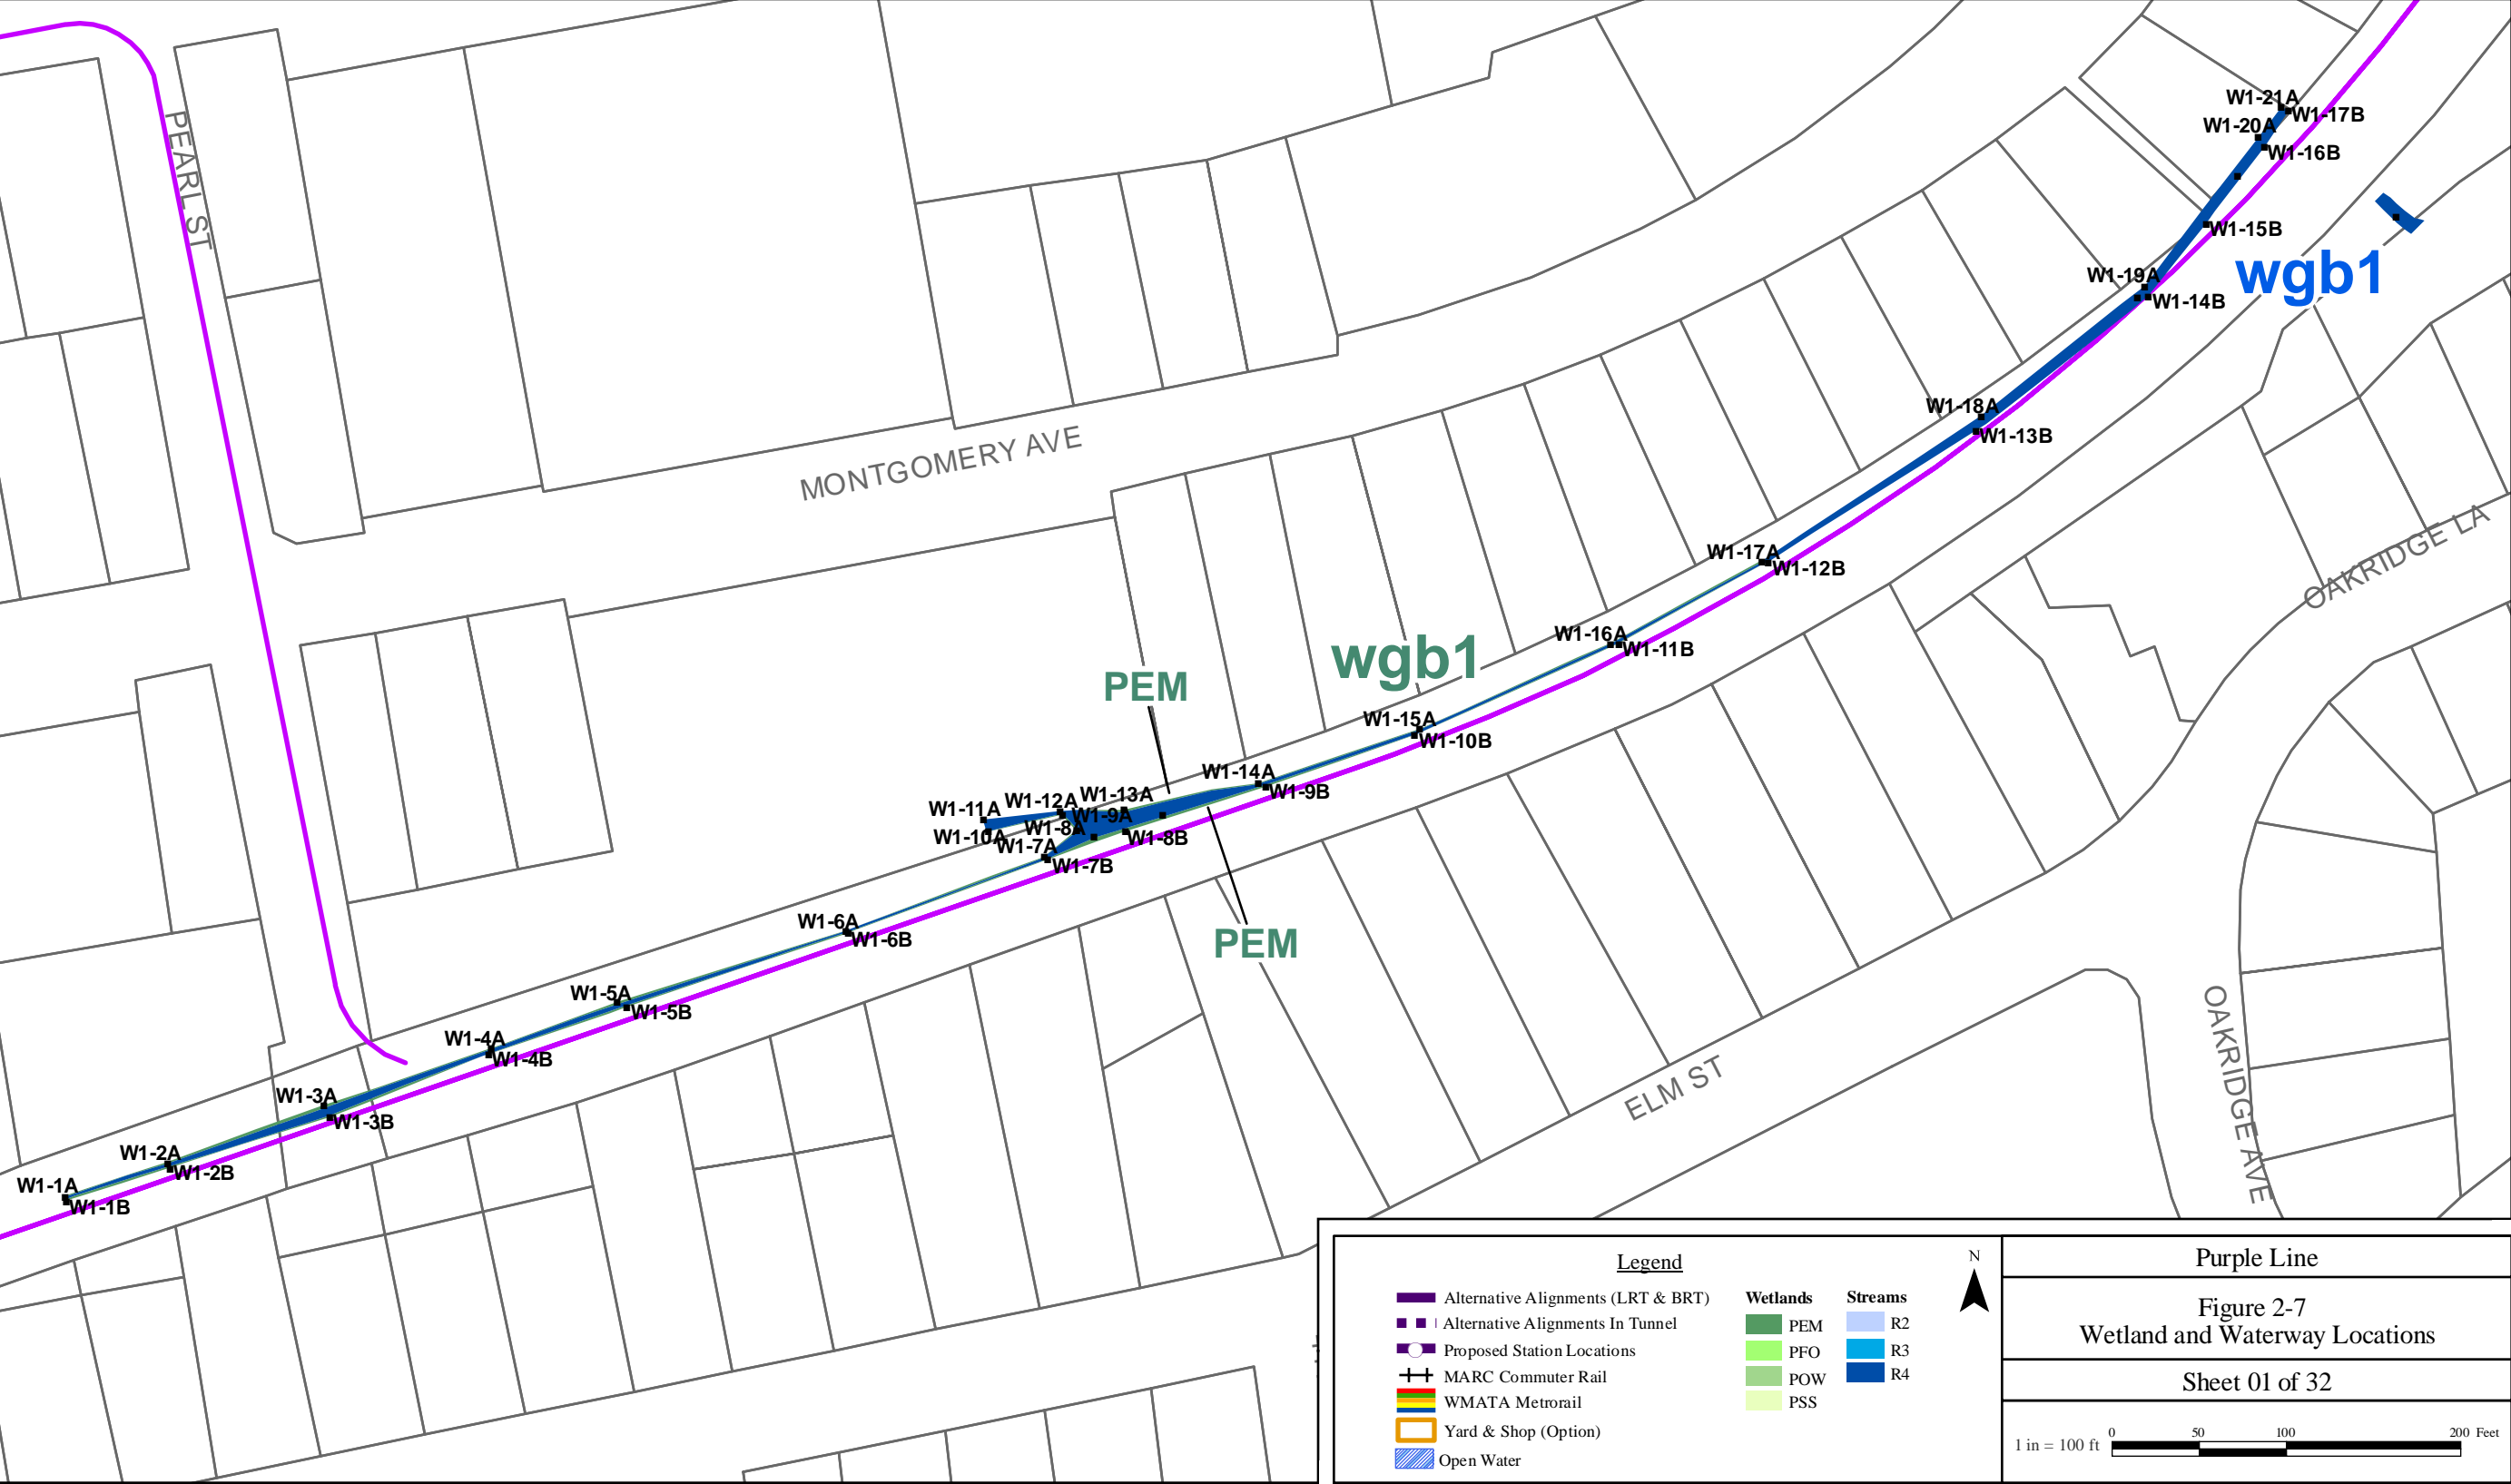 PEARL ST
MONTGOMERY AVE
OAKRIDGE LA
ELM ST
OAKRIDGE AVE
W1-21A
W1-17B
W1-20A
W1-16B
W1-15B
wgb1
W1-19A
W1-14B
W1-18A
W1-13B
W1-17A
W1-12B
W1-16A
W1-11B
wgb1
PEM
W1-15A
W1-10B
W1-14A
W1-9B
W1-13A
W1-12A
W1-11A
W1-9A
W1-8A
W1-10A
W1-8B
W1-7A
W1-7B
W1-6A
W1-6B
PEM
W1-5A
W1-5B
W1-4A
W1-4B
W1-3A
W1-3B
W1-2A
W1-2B
W1-1A
W1-1B
Legend
Alternative Alignments (LRT & BRT)
Alternative Alignments In Tunnel
Proposed Station Locations
MARC Commuter Rail
WMATA Metrorail
Yard & Shop (Option)
Open Water
Wetlands
PEM
PFO
POW
PSS
Streams
R2
R3
R4
N
Purple Line
Figure 2-7
Wetland and Waterway Locations
Sheet 01 of 32
1 in = 100 ft
0 50 100 200 Feet